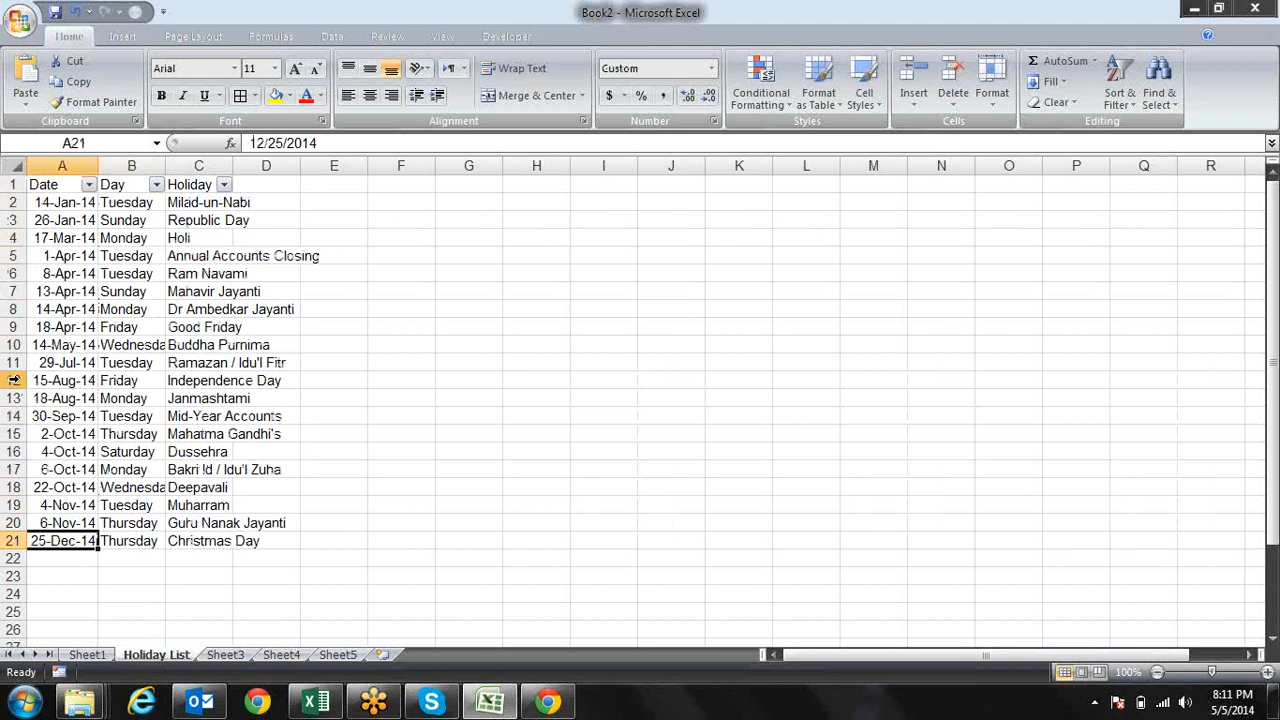 Book2 - Microsoft Excel
Home Insert Page Layout Formulas Data Review View Developer
Paste Cut Copy Format Painter Clipboard
Arial 11 Font
Wrap Text Merge & Center Alignment
Custom $ % , Number
Conditional Formatting Format as Table Cell Styles Styles
Insert Delete Format Cells
AutoSum Fill Clear Sort & Filter Find & Select Editing
A21 fx 12/25/2014
A B C D E F G H I J K L M N O P Q R
1 Date Day Holiday
2 14-Jan-14 Tuesday Milad-un-Nabi
3 26-Jan-14 Sunday Republic Day
4 17-Mar-14 Monday Holi
5 1-Apr-14 Tuesday Annual Accounts Closing
6 8-Apr-14 Tuesday Ram Navami
7 13-Apr-14 Sunday Mahavir Jayanti
8 14-Apr-14 Monday Dr Ambedkar Jayanti
9 18-Apr-14 Friday Good Friday
10 14-May-14 Wednesda Buddha Purnima
11 29-Jul-14 Tuesday Ramazan / Idu'l Fitr
15-Aug-14 Friday Independence Day
13 18-Aug-14 Monday Janmashtami
14 30-Sep-14 Tuesday Mid-Year Accounts
15 2-Oct-14 Thursday Mahatma Gandhi's
16 4-Oct-14 Saturday Dussehra
17 6-Oct-14 Monday Bakri Id / Idu'l Zuha
18 22-Oct-14 Wednesda Deepavali
19 4-Nov-14 Tuesday Muharram
20 6-Nov-14 Thursday Guru Nanak Jayanti
21 25-Dec-14 Thursday Christmas Day
22
23
24
25
26
27
Sheet1 Holiday List Sheet3 Sheet4 Sheet5
Ready 100%
8:11 PM
5/5/2014